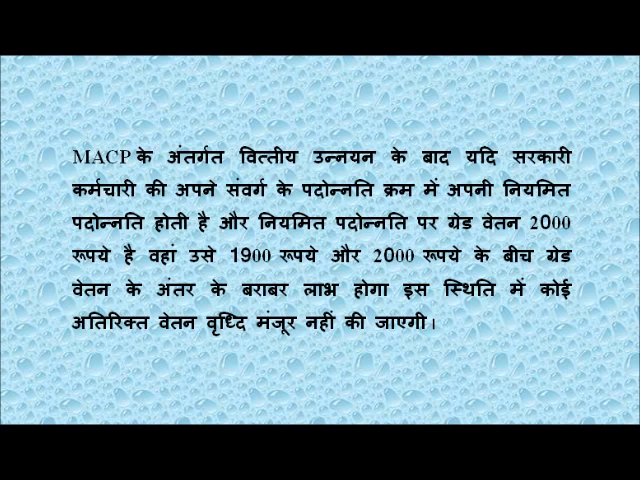 MACP के अंतर्गत वित्तीय उन्नयन के बाद यदि सरकारी
कर्मचारी की अपने संवर्ग के पदोन्नति क्रम में अपनी नियमित
पदोन्नति होती है और नियमित पदोन्नति पर ग्रेड वेतन 2000
रूपये है वहां उसे 1900 रूपये और 2000 रूपये के बीच ग्रेड
वेतन के अंतर के बराबर लाभ होगा इस स्थिति में कोई
अतिरिक्त वेतन वृध्दि मंजूर नहीं की जाएगी।